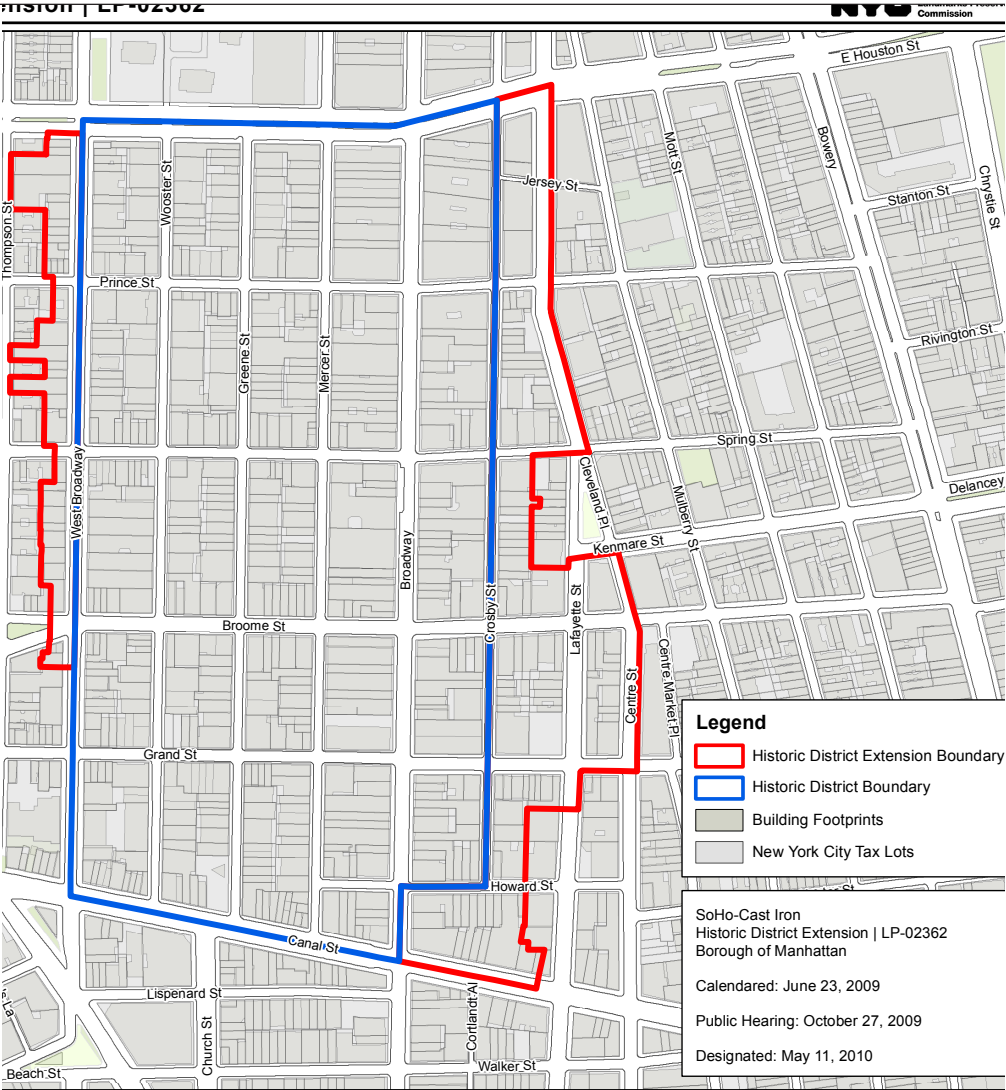 ension | LP-02362
NYC
Landmarks Preserv
Commission
E Houston St
Mott St
Bowery
Jersey St
Wooster St
Stanton St
Chrystie St
Thompson St
Prince St
Greene St
Mercer St
Rivington St
Spring St
West Broadway
Cleveland Pl
Delancey
Mulberry St
Broadway
Kenmare St
Crosby St
Lafayette St
Broome St
Centre St
Centre Market Pl
Grand St
Legend
Historic District Extension Boundary
Historic District Boundary
Building Footprints
New York City Tax Lots
Howard St
SoHo-Cast Iron
Historic District Extension | LP-02362
Borough of Manhattan
Calendared: June 23, 2009
Public Hearing: October 27, 2009
Designated: May 11, 2010
Canal St
Lispenard St
Cortlandt Al
Church St
Walker St
Beach St